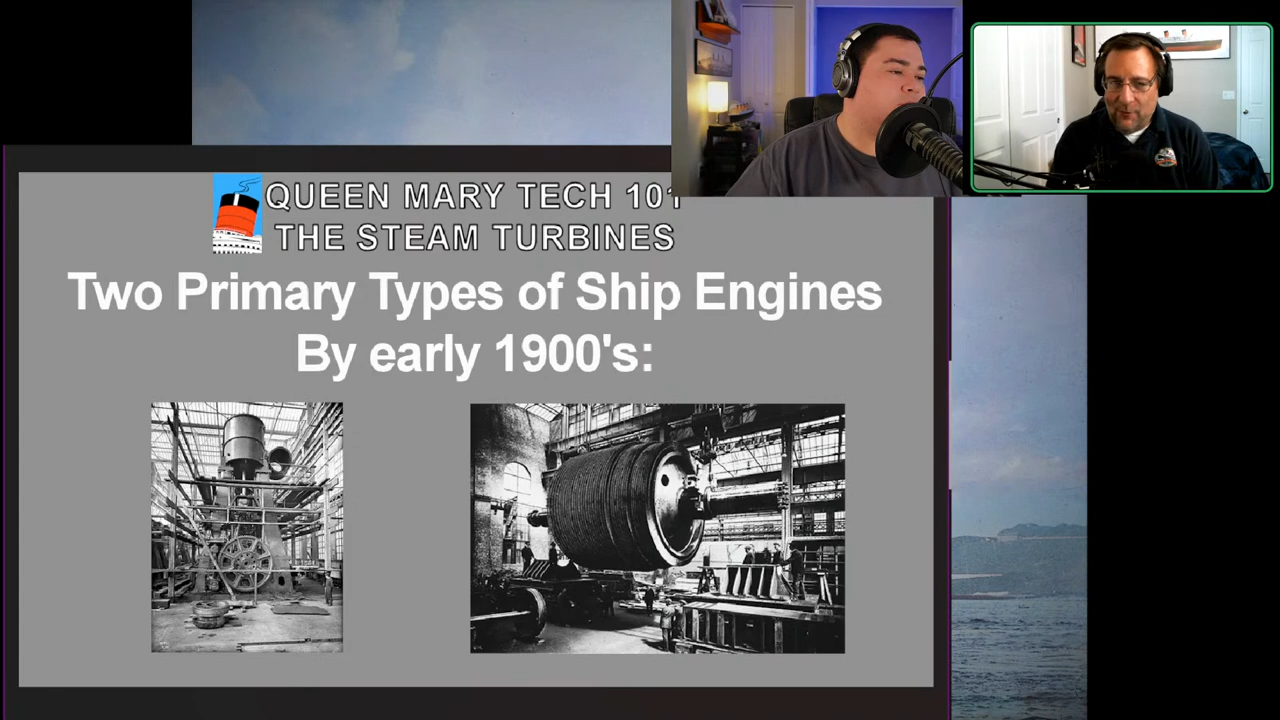 QUEEN MARY TECH 101
THE STEAM TURBINES
Two Primary Types of Ship Engines
By early 1900's: